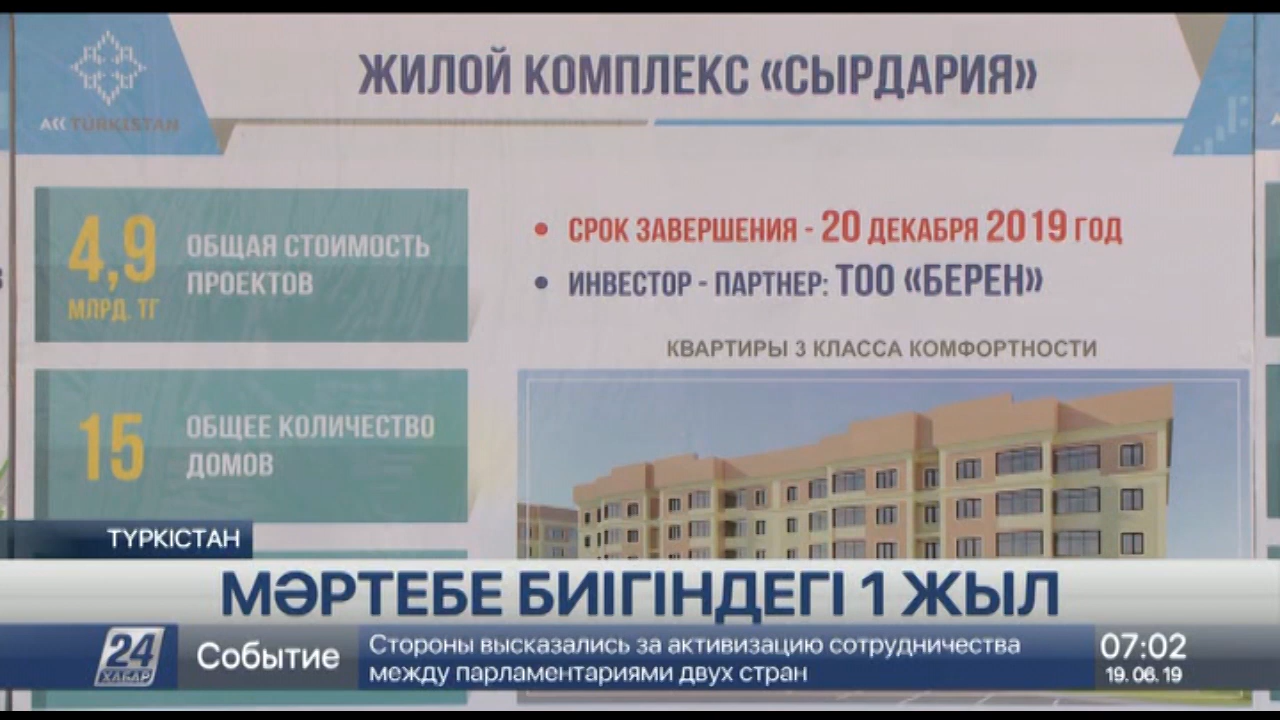 ЖИЛОЙ КОМПЛЕКС «СЫРДАРИЯ»
АКК TÚRKISTAN
4,9
МЛРД. ТГ
ОБЩАЯ СТОИМОСТЬ
ПРОЕКТОВ
• СРОК ЗАВЕРШЕНИЯ - 20 ДЕКАБРЯ 2019 ГОД
• ИНВЕСТОР - ПАРТНЕР: ТОО «БЕРЕН»
КВАРТИРЫ 3 КЛАССА КОМФОРТНОСТИ
15
ОБЩЕЕ КОЛИЧЕСТВО
ДОМОВ
ТҮРКІСТАН
МӘРТЕБЕ БИІГІНДЕГІ 1 ЖЫЛ
24
ХАБАР
Событие
Стороны высказались за активизацию сотрудничества
между парламентариями двух стран
07:02
19.06.19